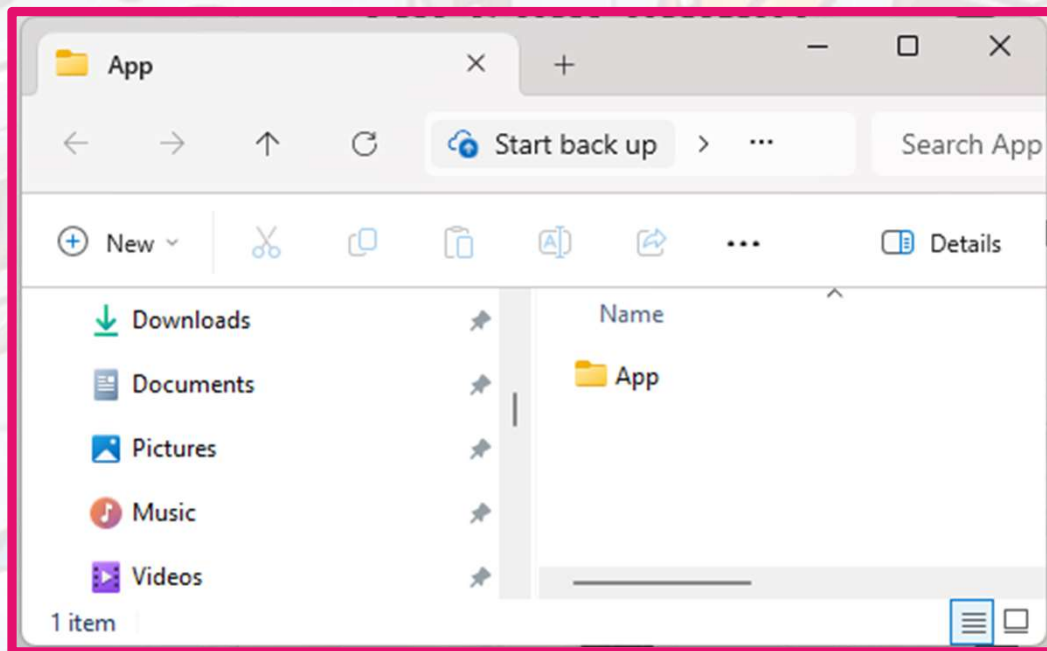 App
Start back up > ...
Search App
New
Details
Downloads
Name
Documents
App
Pictures
Music
Videos
1 item